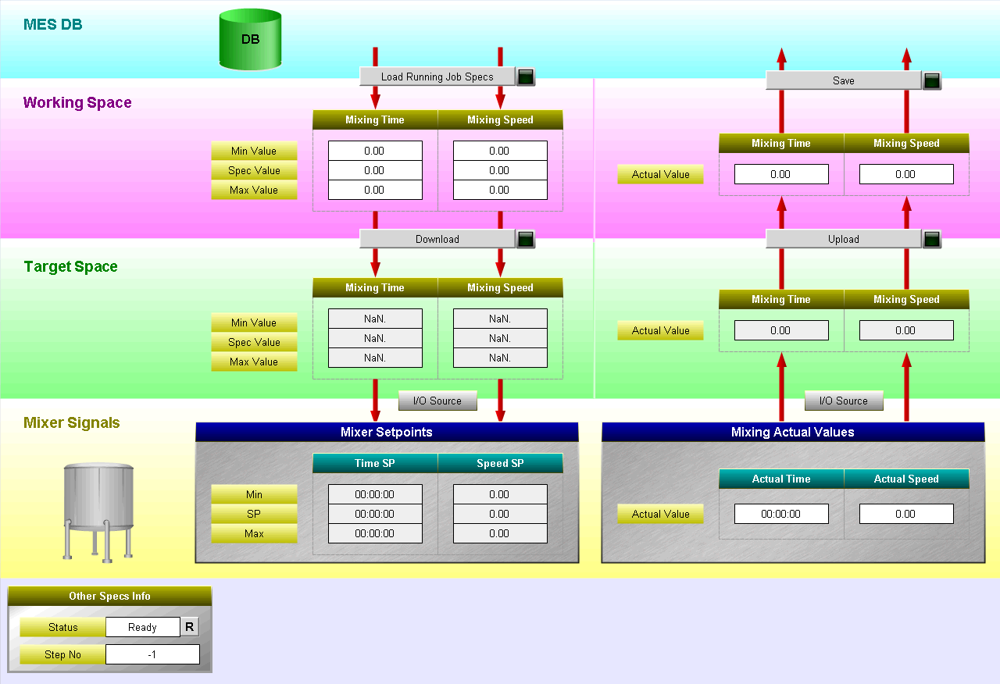 MES DB
DB
Load Running Job Specs
Save
Working Space
Mixing Time Mixing Speed
Min Value 0.00 0.00
Spec Value 0.00 0.00
Max Value 0.00 0.00
Mixing Time Mixing Speed
Actual Value 0.00 0.00
Download
Upload
Target Space
Mixing Time Mixing Speed
Min Value NaN. NaN.
Spec Value NaN. NaN.
Max Value NaN. NaN.
Mixing Time Mixing Speed
Actual Value 0.00 0.00
I/O Source
I/O Source
Mixer Signals
Mixer Setpoints
Time SP Speed SP
Min 00:00:00 0.00
SP 00:00:00 0.00
Max 00:00:00 0.00
Mixing Actual Values
Actual Time Actual Speed
Actual Value 00:00:00 0.00
Other Specs Info
Status Ready R
Step No -1